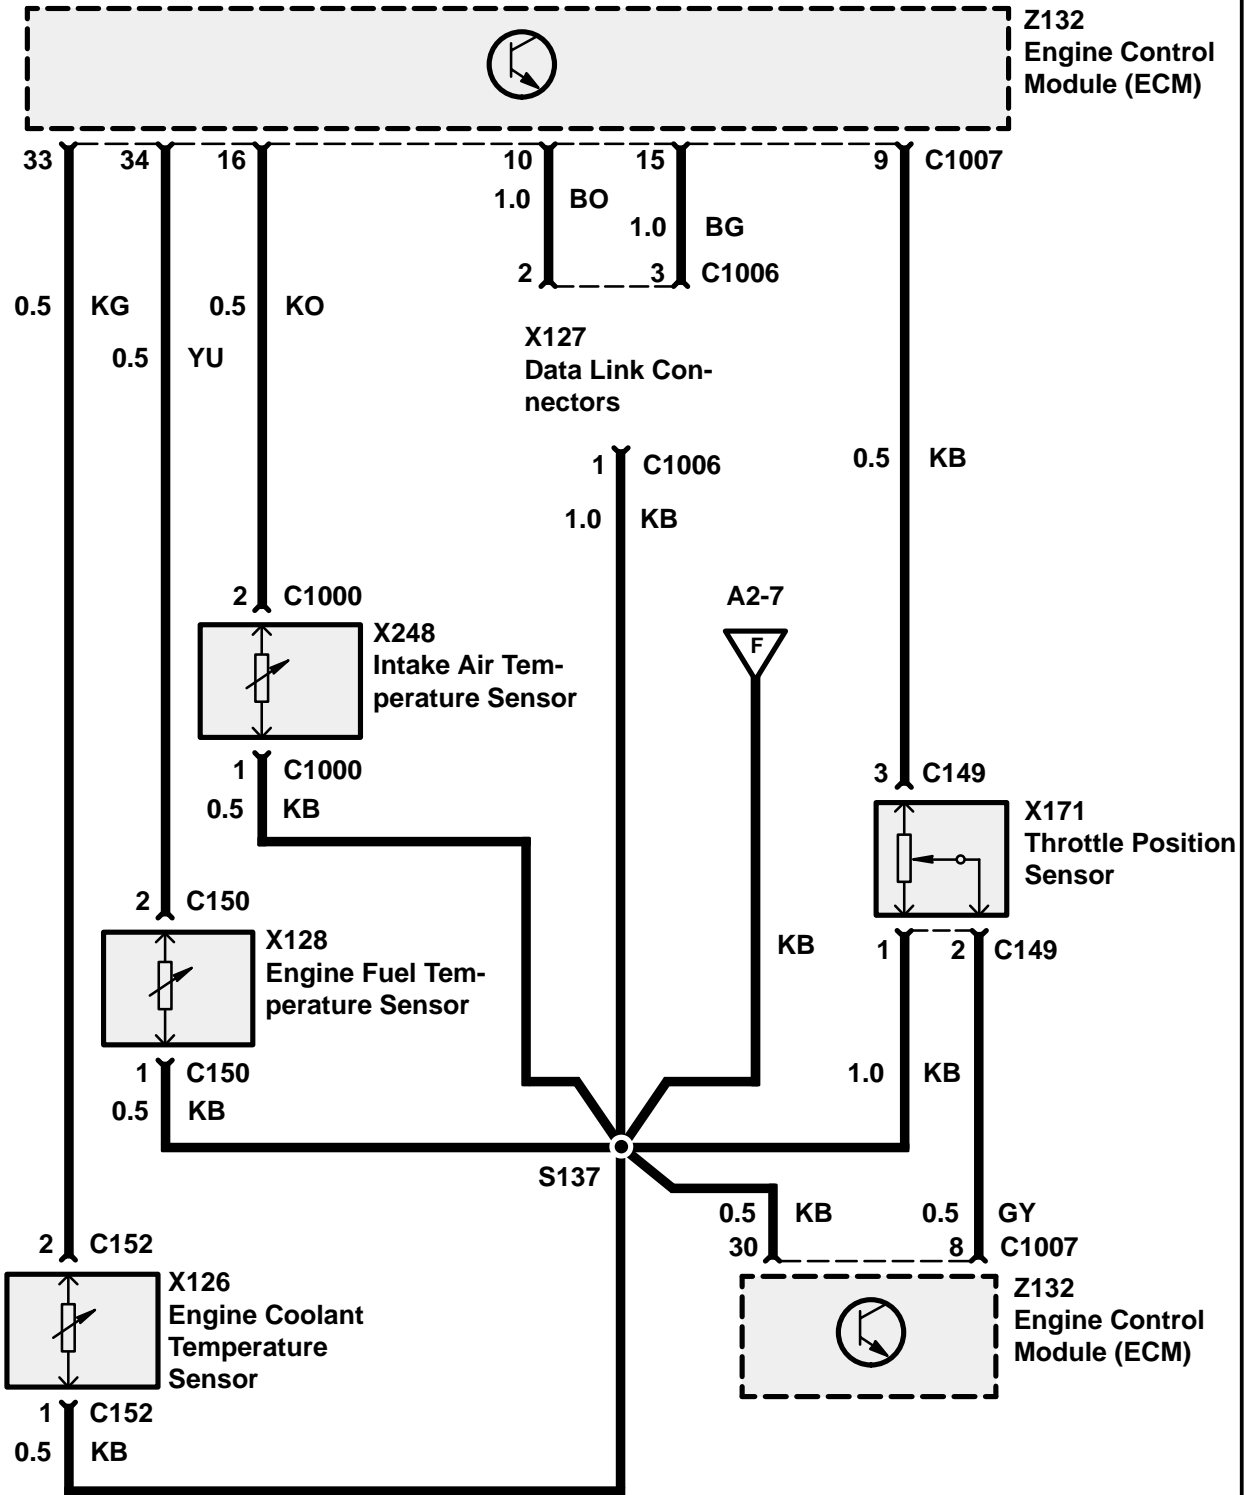 Z132
Engine Control
Module (ECM)
33 34 16 10 15 9 C1007
1.0 BO
1.0 BG
2 3 C1006
0.5 KG 0.5 KO
X127
0.5 YU
Data Link Con-
nectors
1 C1006 0.5 KB
1.0 KB
2 C1000 A2-7
X248
F
Intake Air Tem-
perature Sensor
1 C1000 3 C149
0.5 KB X171
Throttle Position
Sensor
2 C150
X128 KB 1 2 C149
Engine Fuel Tem-
perature Sensor
1 C150 1.0 KB
0.5 KB
S137
0.5 KB 0.5 GY
2 C152 30 8 C1007
X126 Z132
Engine Coolant Engine Control
Temperature Module (ECM)
Sensor
1 C152
0.5 KB